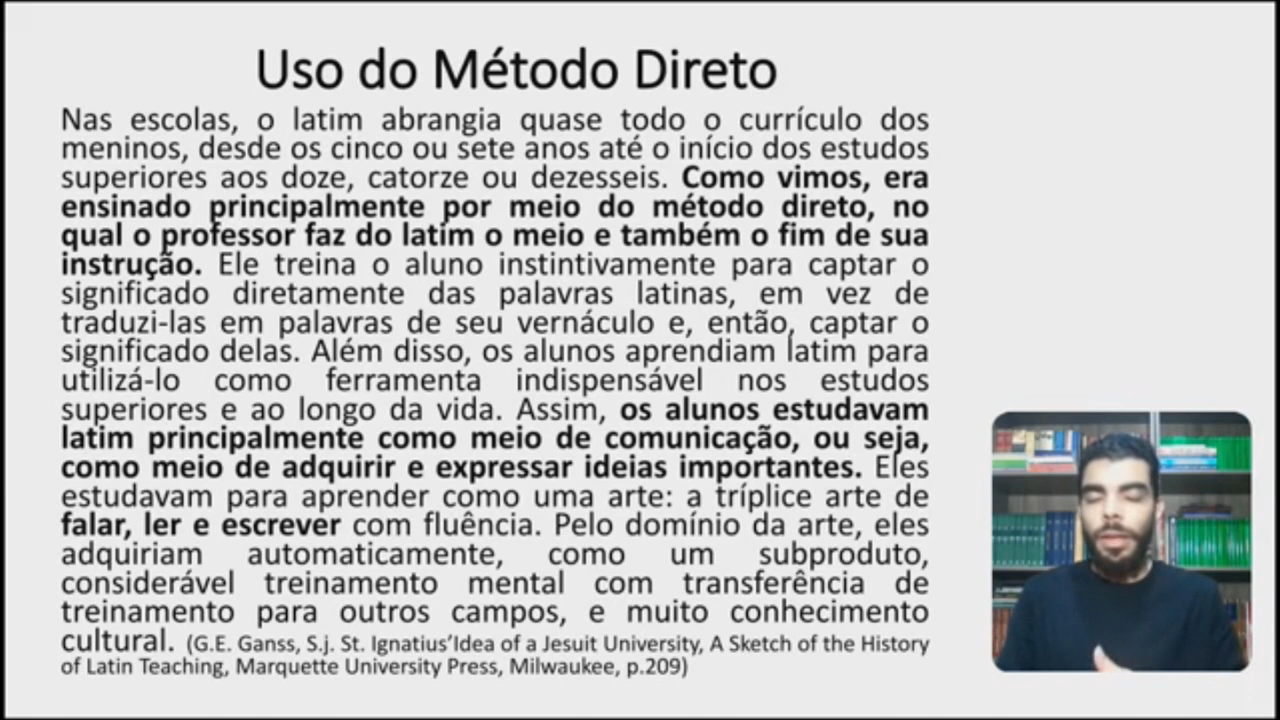 Uso do Método Direto
Nas escolas, o latim abrangia quase todo o currículo dos
meninos, desde os cinco ou sete anos até o início dos estudos
superiores aos doze, catorze ou dezesseis. Como vimos, era
ensinado principalmente por meio do método direto, no
qual o professor faz do latim o meio e também o fim de sua
instrução. Ele treina o aluno instintivamente para captar o
significado diretamente das palavras latinas, em vez de
traduzi-las em palavras de seu vernáculo e, então, captar o
significado delas. Além disso, os alunos aprendiam latim para
utilizá-lo como ferramenta indispensável nos estudos
superiores e ao longo da vida. Assim, os alunos estudavam
latim principalmente como meio de comunicação, ou seja,
como meio de adquirir e expressar ideias importantes. Eles
estudavam para aprender como uma arte: a tríplice arte de
falar, ler e escrever com fluência. Pelo domínio da arte, eles
adquiriam automaticamente, como um subproduto,
considerável treinamento mental com transferência de
treinamento para outros campos, e muito conhecimento
cultural. (G.E. Ganss, S.j. St. Ignatius'Idea of a Jesuit University, A Sketch of the History
of Latin Teaching, Marquette University Press, Milwaukee, p.209)